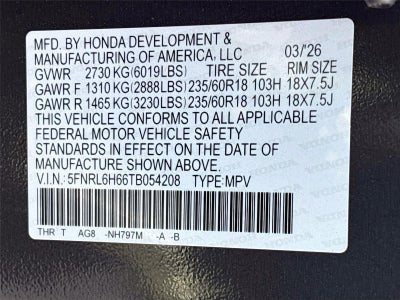 MFD. BY HONDA DEVELOPMENT &
MANUFACTURING OF AMERICA, LLC 03/'26
GVWR 2730 KG(6019LBS) TIRE SIZE RIM SIZE
GAWR F 1310 KG(2888LBS) 235/60R18 103H 18X7.5J
GAWR R 1465 KG(3230LBS) 235/60R18 103H 18X7.5J
THIS VEHICLE CONFORMS TO ALL APPLICABLE
FEDERAL MOTOR VEHICLE SAFETY
STANDARDS IN EFFECT ON THE DATE OF
MANUFACTURE SHOWN ABOVE.
V.I.N.: 5FNRL6H66TB054208 TYPE: MPV
THR T AG8 -NH797M -A -B